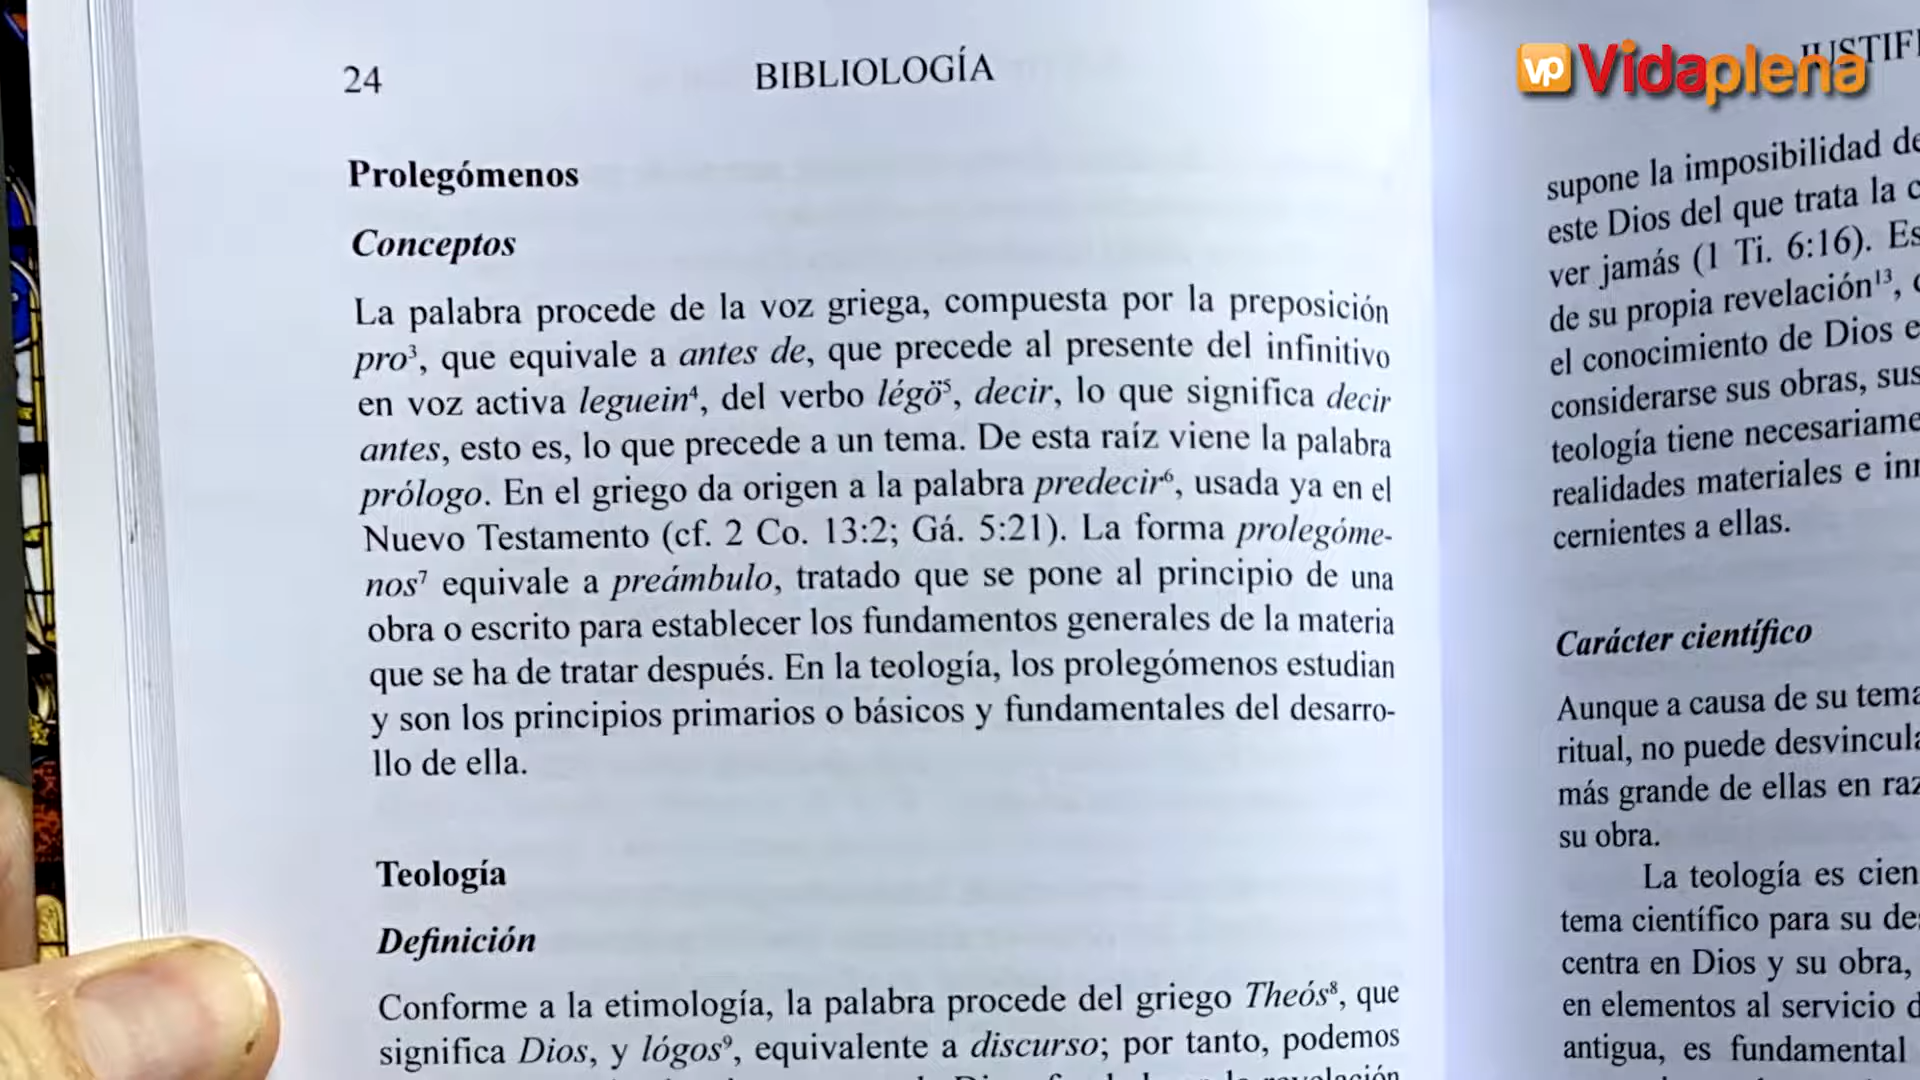 24
BIBLIOLOGÍA
Prolegómenos
Conceptos
La palabra procede de la voz griega, compuesta por la preposición
pro³, que equivale a antes de, que precede al presente del infinitivo
en voz activa leguein⁴, del verbo légö⁵, decir, lo que significa decir
antes, esto es, lo que precede a un tema. De esta raíz viene la palabra
prólogo. En el griego da origen a la palabra predecir⁶, usada ya en el
Nuevo Testamento (cf. 2 Co. 13:2; Gá. 5:21). La forma prolegóme-
nos⁷ equivale a preámbulo, tratado que se pone al principio de una
obra o escrito para establecer los fundamentos generales de la materia
que se ha de tratar después. En la teología, los prolegómenos estudian
y son los principios primarios o básicos y fundamentales del desarro-
llo de ella.
Teología
Definición
Conforme a la etimología, la palabra procede del griego Theós⁸, que
significa Dios, y lógos⁹, equivalente a discurso; por tanto, podemos
vp Vidaplena
supone la imposibilidad de
este Dios del que trata la
ver jamás (1 Ti. 6:16).
de su propia revelación¹³,
el conocimiento de Dios
considerarse sus obras, sus
teología tiene
realidades materiales e
cernientes a ellas.
Carácter científico
Aunque a causa de su tema
ritual, no puede
más grande de ellas en
su obra.
La teología es
tema científico para su
centra en Dios y su obra,
en elementos al servicio
antigua, es fundamental